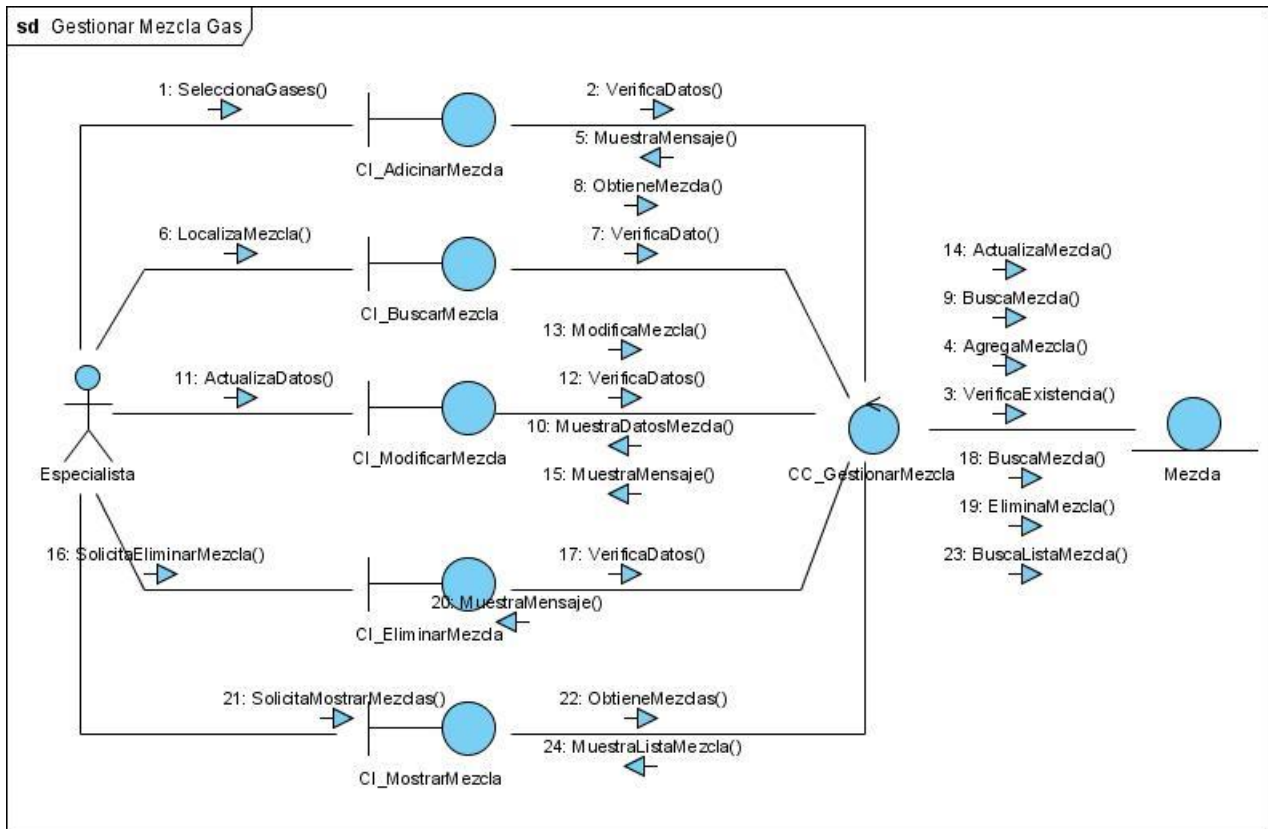 sd Gestionar Mezcla Gas
1: SeleccionaGases()
2: VerificaDatos()
5: MuestraMensaje()
CI_AdicinarMezcla
8: ObtieneMezcla()
6: LocalizaMezcla()
7: VerificaDato()
14: ActualizaMezcla()
9: BuscaMezcla()
CI_BuscarMezcla
13: ModificaMezcla()
4: AgregaMezcla()
11: ActualizaDatos()
12: VerificaDatos()
3: VerificaExistencia()
10: MuestraDatosMezcla()
CI_ModificarMezcla
18: BuscaMezcla()
Especialista
15: MuestraMensaje()
CC_GestionarMezcla
Mezcla
19: EliminaMezcla()
16: SolicitaEliminarMezcla()
17: VerificaDatos()
23: BuscaListaMezcla()
20: MuestraMensaje()
CI_EliminarMezcla
21: SolicitaMostrarMezclas()
22: ObtieneMezclas()
24: MuestraListaMezcla()
CI_MostrarMezcla